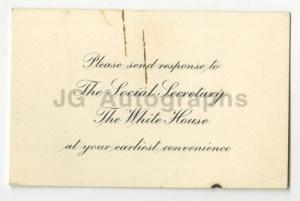 Please send response to
The Social Secretary
JG Autographs
The White House
at your earliest convenience